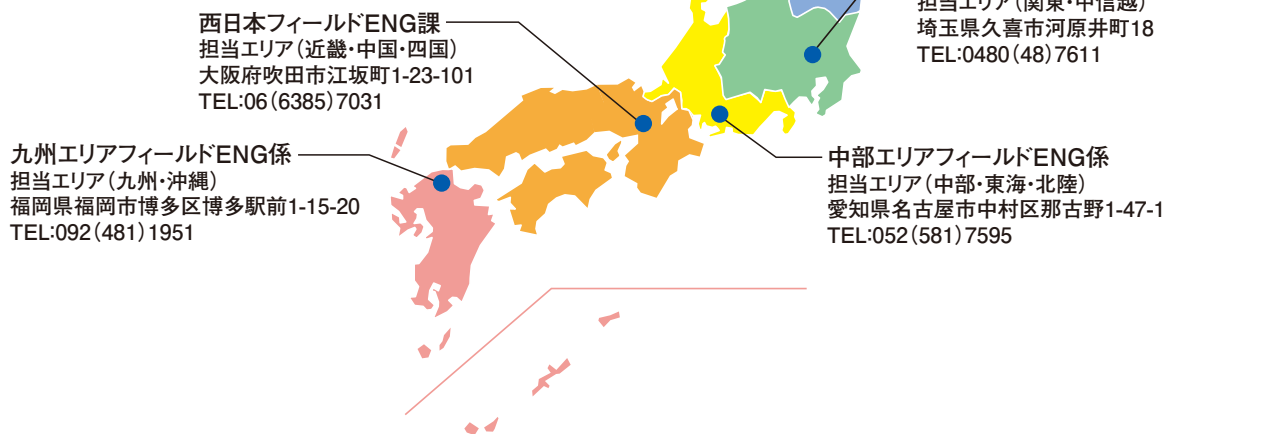 西日本フィールドENG課
担当エリア(近畿・中国・四国)
大阪府吹田市江坂町1-23-101
TEL:06(6385)7031
担当エリア(関東・甲信越)
埼玉県久喜市河原井町18
TEL:0480(48)7611
九州エリアフィールドENG係
担当エリア(九州・沖縄)
福岡県福岡市博多区博多駅前1-15-20
TEL:092(481)1951
中部エリアフィールドENG係
担当エリア(中部・東海・北陸)
愛知県名古屋市中村区那古野1-47-1
TEL:052(581)7595